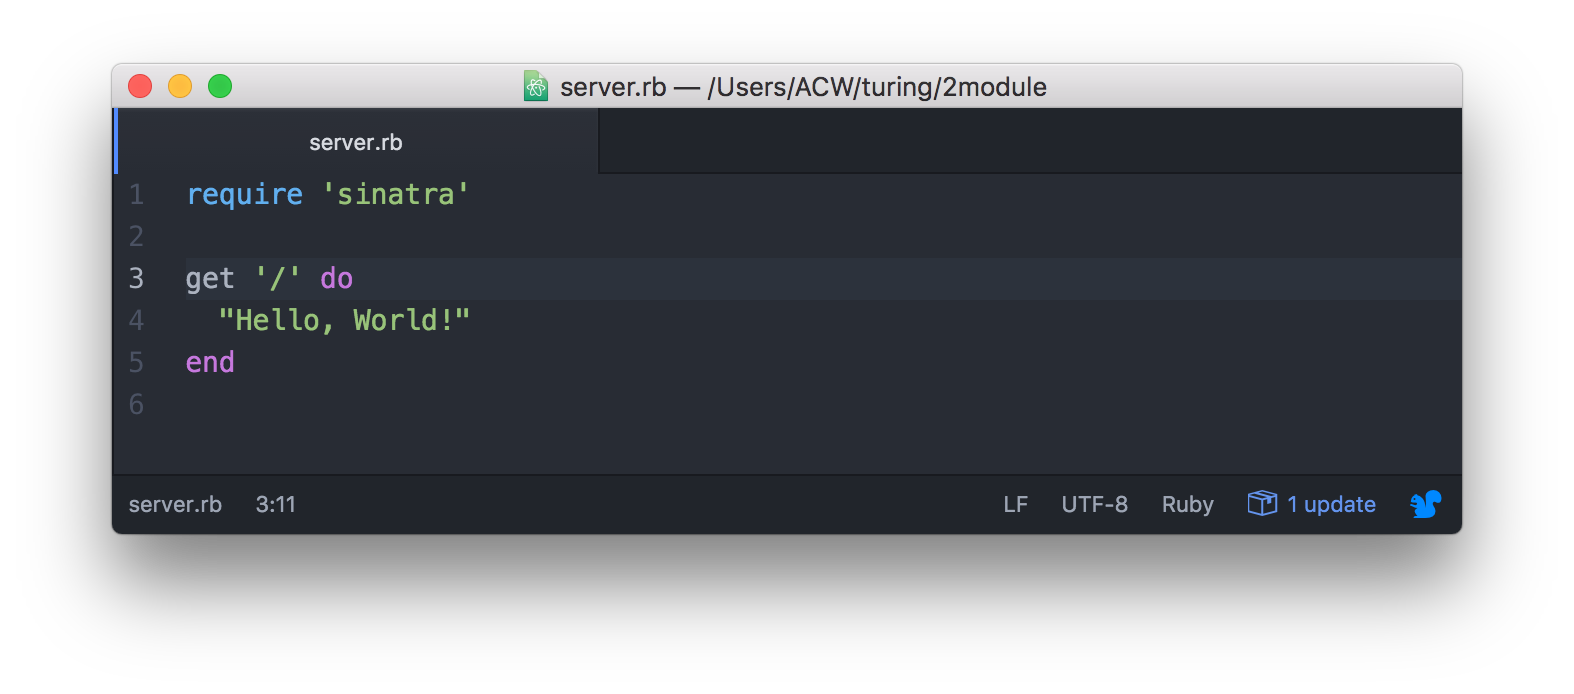 server.rb — /Users/ACW/turing/2module
server.rb
1 require 'sinatra'
2
3 get '/' do
4   "Hello, World!"
5 end
6
server.rb 3:11 LF UTF-8 Ruby 1 update